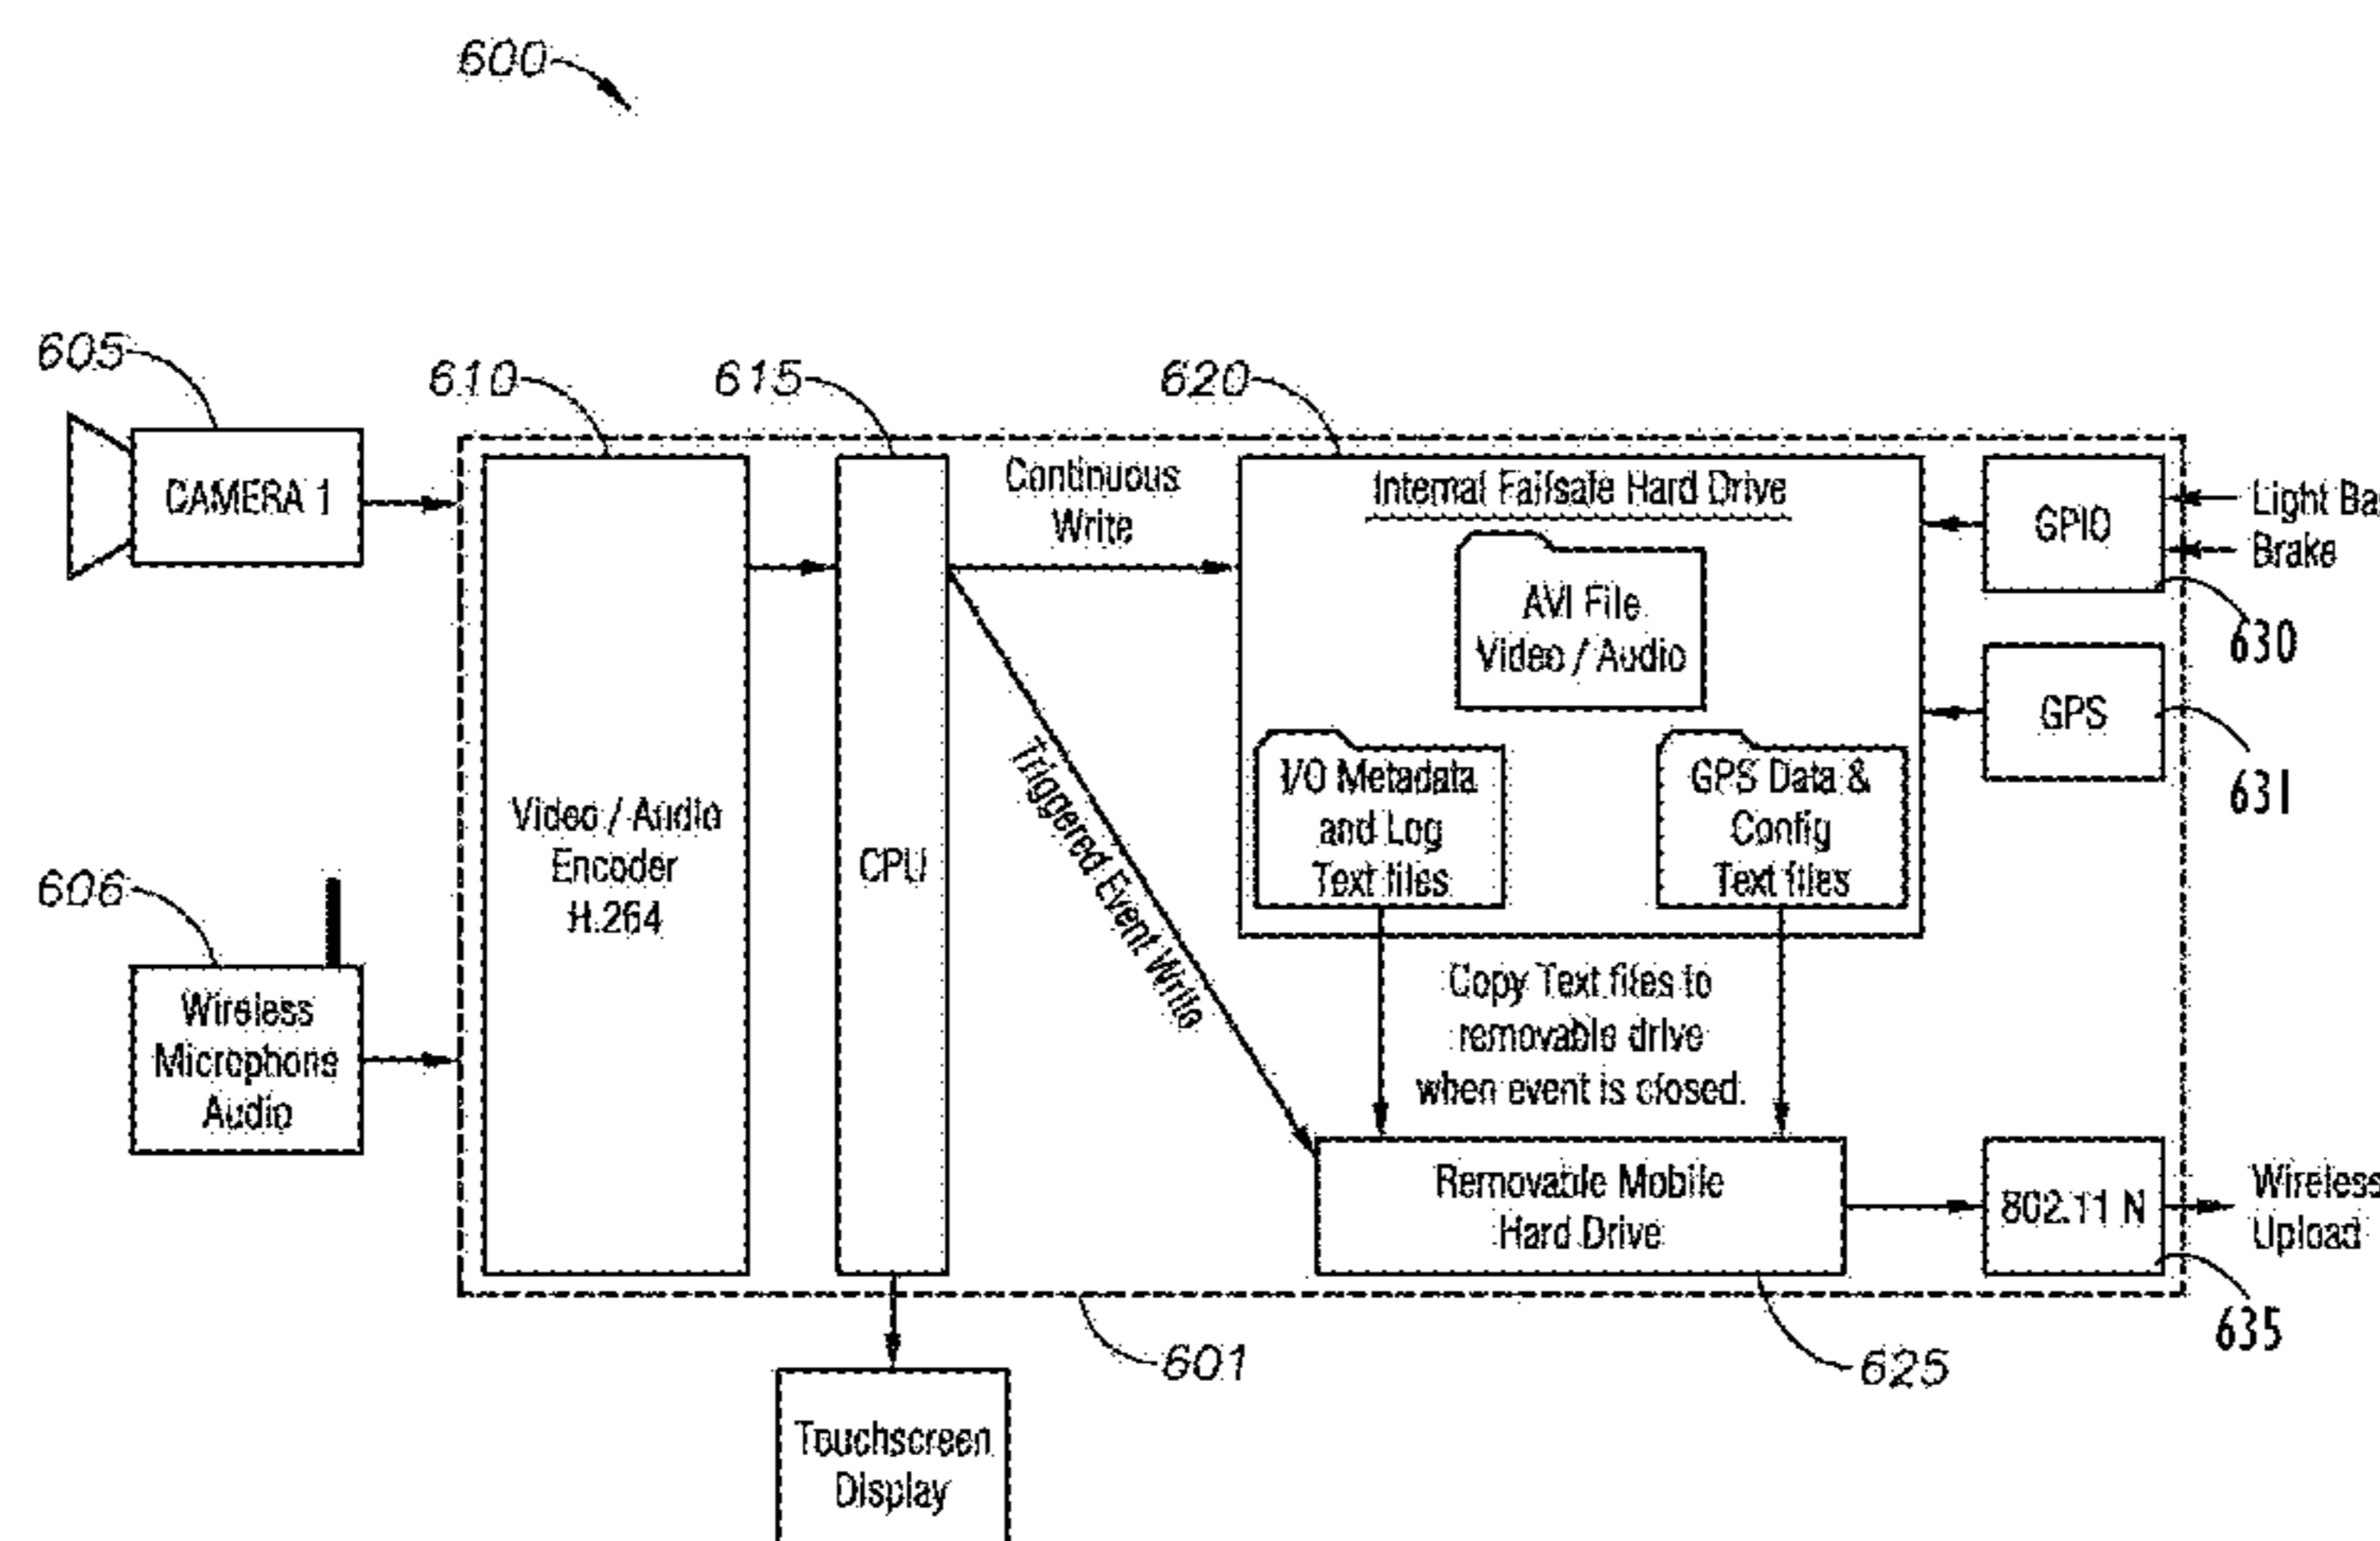 600
605
610
615
620
CAMERA 1
Continuous
Write
Internal Failsafe Hard Drive
GPIO
Light Ba
Brake
AVI File
Video / Audio
630
GPS
631
I/O Metadata
and Log
Text files
GPS Data &
Config
Text files
Triggered Event Write
Video / Audio
Encoder
H.264
CPU
606
Wireless
Microphone
Audio
Copy Text files to
removable drive
when event is closed.
Removable Mobile
Hard Drive
802.11 N
Wireless
Upload
635
601
625
Touchscreen
Display